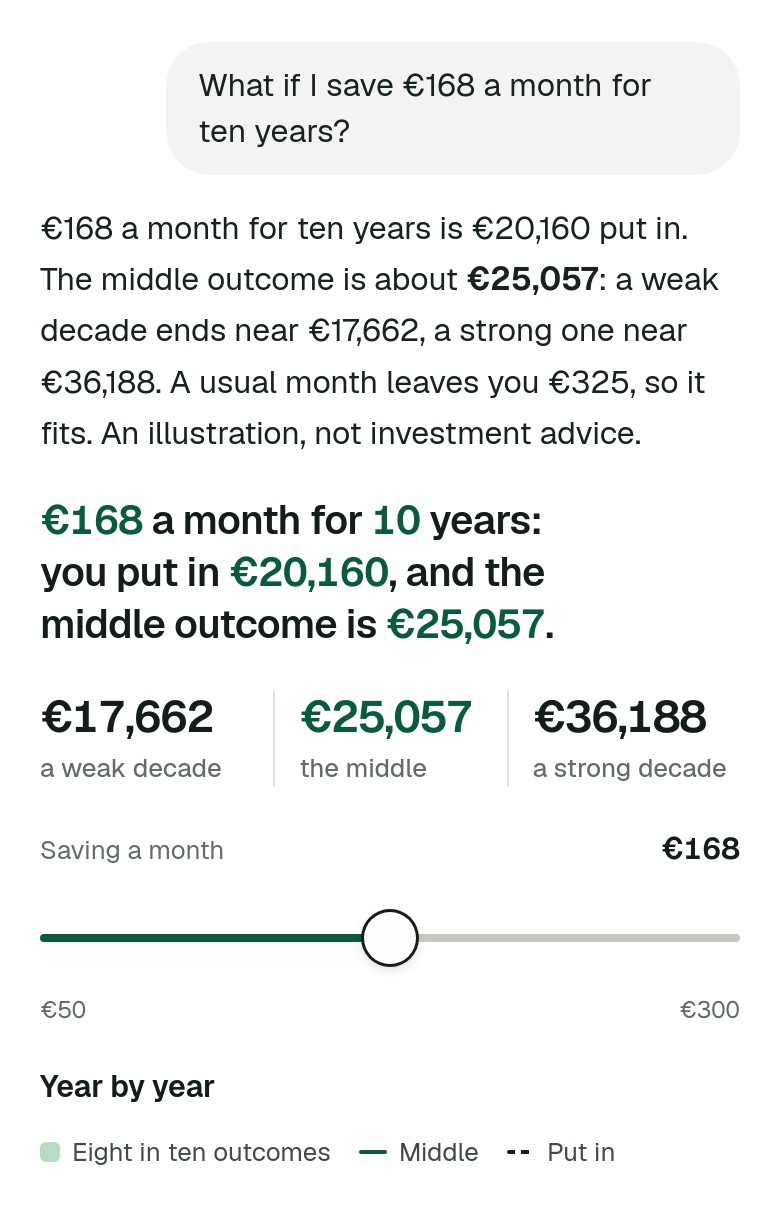 What if I save €168 a month for
ten years?
€168 a month for ten years is €20,160 put in.
The middle outcome is about €25,057: a weak
decade ends near €17,662, a strong one near
€36,188. A usual month leaves you €325, so it
fits. An illustration, not investment advice.
€168 a month for 10 years:
you put in €20,160, and the
middle outcome is €25,057.
€17,662 €25,057 €36,188
a weak decade the middle a strong decade
Saving a month €168
€50 €300
Year by year
Eight in ten outcomes Middle Put in